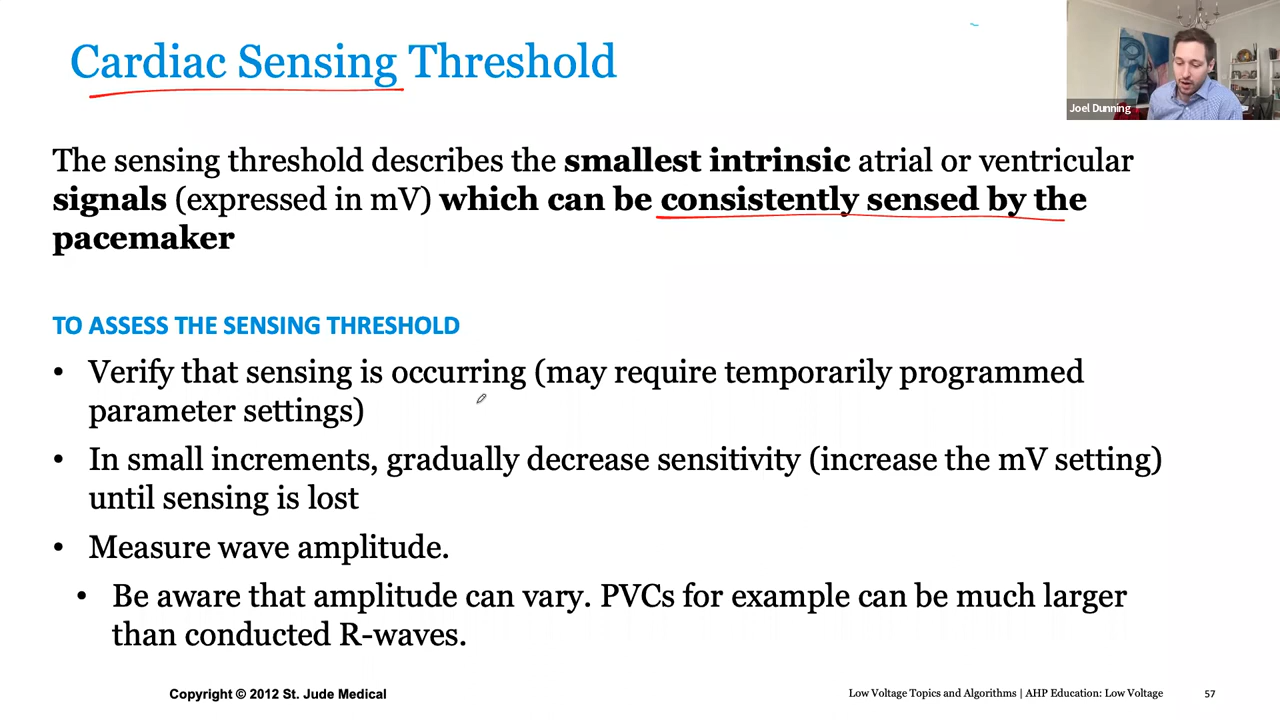 Cardiac Sensing Threshold
Joel Dunning
The sensing threshold describes the smallest intrinsic atrial or ventricular
signals (expressed in mV) which can be consistently sensed by the
pacemaker
TO ASSESS THE SENSING THRESHOLD
• Verify that sensing is occurring (may require temporarily programmed
parameter settings)
• In small increments, gradually decrease sensitivity (increase the mV setting)
until sensing is lost
• Measure wave amplitude.
• Be aware that amplitude can vary. PVCs for example can be much larger
than conducted R-waves.
Copyright © 2012 St. Jude Medical
Low Voltage Topics and Algorithms | AHP Education: Low Voltage
57